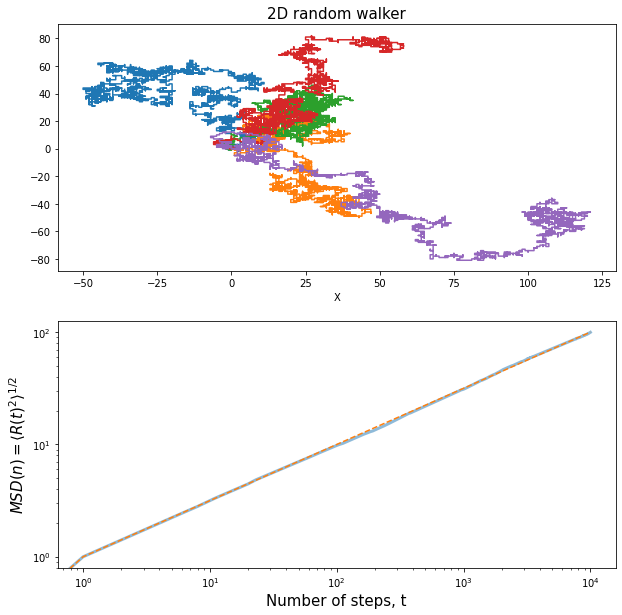 2D random walker
80
60
40
20
0
−20
−40
−60
−80
−50 −25 0 25 50 75 100 125
X
10²
10¹
10⁰
MSD(n) = ⟨R(t)²⟩^{1/2}
10⁰ 10¹ 10² 10³ 10⁴
Number of steps, t